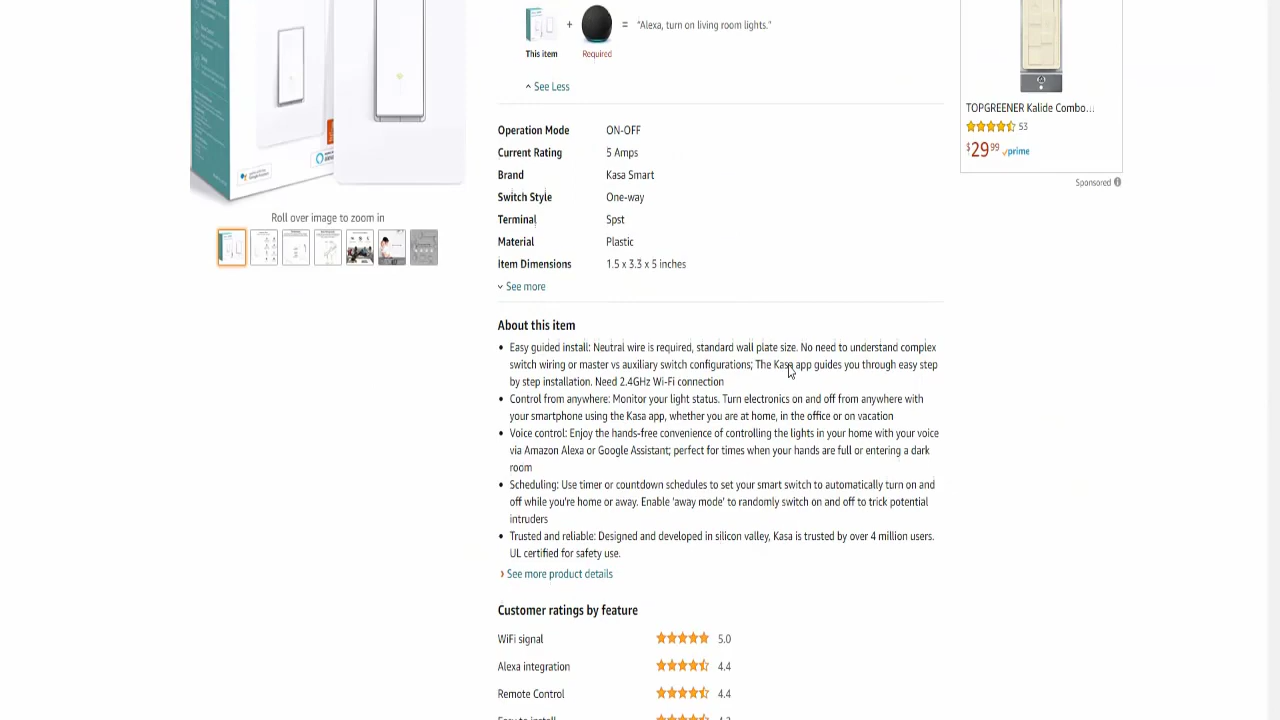 + = "Alexa, turn on living room lights."
This item Required
See Less
Operation Mode ON-OFF
Current Rating 5 Amps
Brand Kasa Smart
Switch Style One-way
Terminal Spst
Material Plastic
Item Dimensions 1.5 x 3.3 x 5 inches
See more
About this item
• Easy guided install: Neutral wire is required, standard wall plate size. No need to understand complex
switch wiring or master vs auxiliary switch configurations; The Kasa app guides you through easy step
by step installation. Need 2.4GHz Wi-Fi connection
• Control from anywhere: Monitor your light status. Turn electronics on and off from anywhere with
your smartphone using the Kasa app, whether you are at home, in the office or on vacation
• Voice control: Enjoy the hands-free convenience of controlling the lights in your home with your voice
via Amazon Alexa or Google Assistant; perfect for times when your hands are full or entering a dark
room
• Scheduling: Use timer or countdown schedules to set your smart switch to automatically turn on and
off while you're home or away. Enable 'away mode' to randomly switch on and off to trick potential
intruders
• Trusted and reliable: Designed and developed in silicon valley, Kasa is trusted by over 4 million users.
UL certified for safety use.
› See more product details
Customer ratings by feature
WiFi signal 5.0
Alexa integration 4.4
Remote Control 4.4
Roll over image to zoom in
TOPGREENER Kalide Combo...
53
$29 99 prime
Sponsored